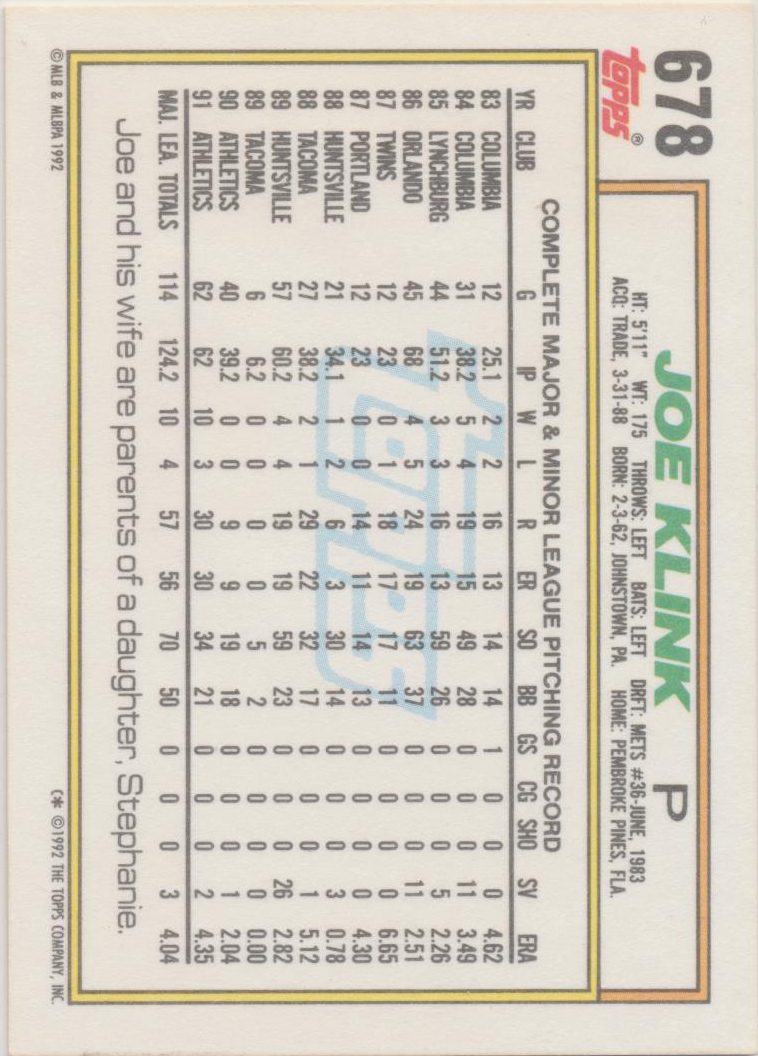 678
topps®
JOE KLINK P
HT: 5'11" WT: 175 THROWS: LEFT BATS: LEFT DRFT: METS #36-JUNE, 1983
ACQ: TRADE, 3-31-88 BORN: 2-3-62, JOHNSTOWN, PA. HOME: PEMBROKE PINES, FLA.
COMPLETE MAJOR & MINOR LEAGUE PITCHING RECORD
YR CLUB G IP W L R ER SO BB GS CG SHO SV ERA
83 COLUMBIA 12 25.1 2 2 16 13 14 14 1 0 0 0 4.62
84 COLUMBIA 31 38.2 5 4 19 15 49 28 0 0 0 11 3.49
85 LYNCHBURG 44 51.2 3 3 16 13 59 26 0 0 0 5 2.26
86 ORLANDO 45 68 4 5 24 19 63 37 0 0 0 11 2.51
87 TWINS 12 23 0 1 18 17 17 11 0 0 0 0 6.65
87 PORTLAND 12 23 0 0 14 11 14 13 0 0 0 0 4.30
88 HUNTSVILLE 21 34.1 1 2 6 3 30 14 0 0 0 3 0.78
88 TACOMA 27 38.2 2 1 29 22 32 17 0 0 0 1 5.12
89 HUNTSVILLE 57 60.2 4 4 19 19 59 23 0 0 0 26 2.82
89 TACOMA 6 6.2 0 0 0 0 5 2 0 0 0 0 0.00
90 ATHLETICS 40 39.2 0 0 9 9 19 18 0 0 0 1 2.04
91 ATHLETICS 62 62 10 3 30 30 34 21 0 0 0 2 4.35
MAJ. LEA. TOTALS 114 124.2 10 4 57 56 70 50 0 0 0 3 4.04
Joe and his wife are parents of a daughter, Stephanie.
©MLB & MLBPA 1992 C* ©1992 THE TOPPS COMPANY, INC.